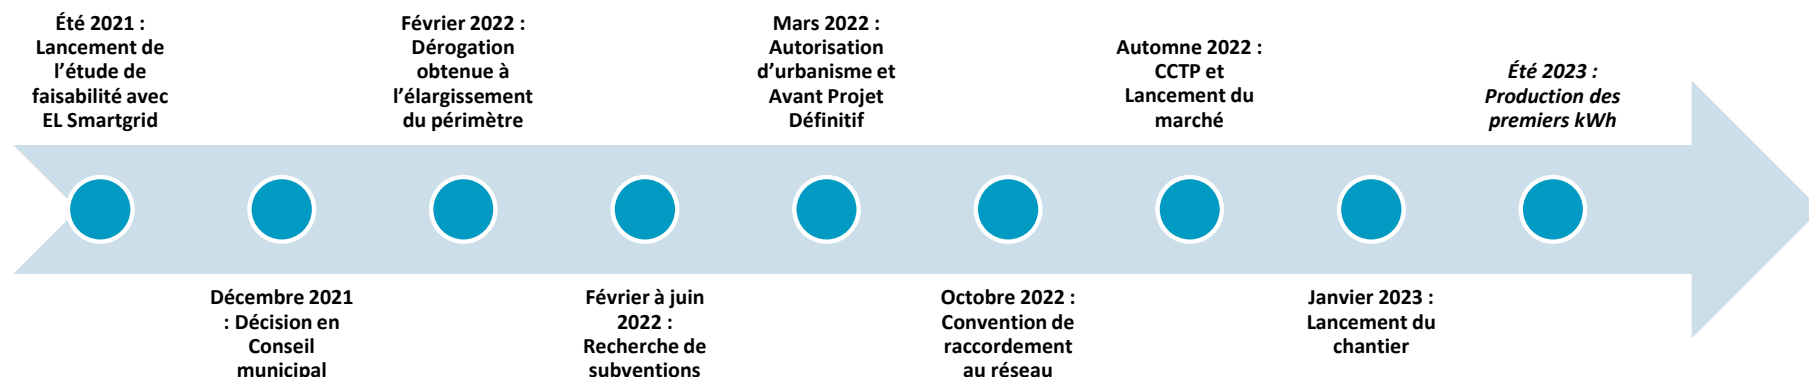 Été 2021 :
Lancement de
l’étude de
faisabilité avec
EL Smartgrid
Décembre 2021
: Décision en
Conseil
municipal
Février 2022 :
Dérogation
obtenue à
l’élargissement
du périmètre
Février à juin
2022 :
Recherche de
subventions
Mars 2022 :
Autorisation
d’urbanisme et
Avant Projet
Définitif
Octobre 2022 :
Convention de
raccordement
au réseau
Automne 2022 :
CCTP et
Lancement du
marché
Janvier 2023 :
Lancement du
chantier
Été 2023 :
Production des
premiers kWh